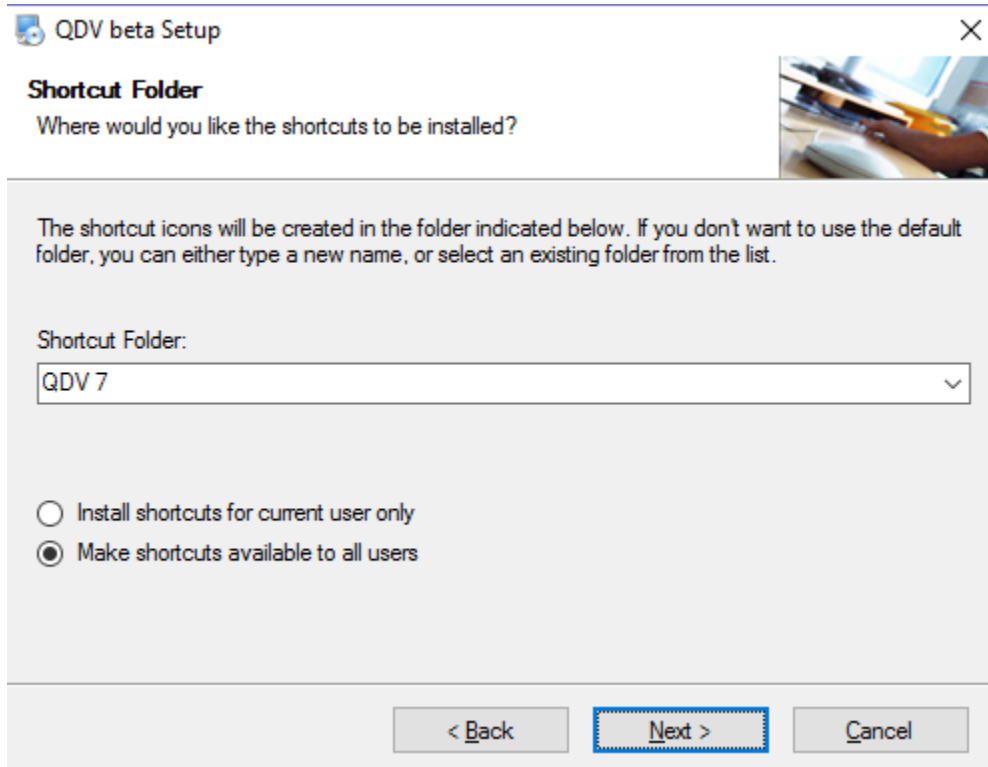 QDV beta Setup
Shortcut Folder
Where would you like the shortcuts to be installed?
The shortcut icons will be created in the folder indicated below. If you don't want to use the default
folder, you can either type a new name, or select an existing folder from the list.
Shortcut Folder:
QDV 7
Install shortcuts for current user only
Make shortcuts available to all users
< Back
Next >
Cancel